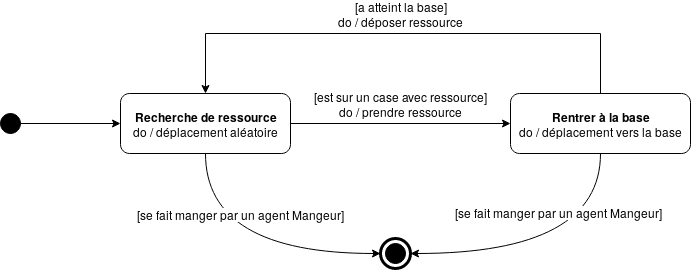 [a atteint la base]
do / déposer ressource
Recherche de ressource
do / déplacement aléatoire
[est sur un case avec ressource]
do / prendre ressource
Rentrer à la base
do / déplacement vers la base
[se fait manger par un agent Mangeur]
[se fait manger par un agent Mangeur]